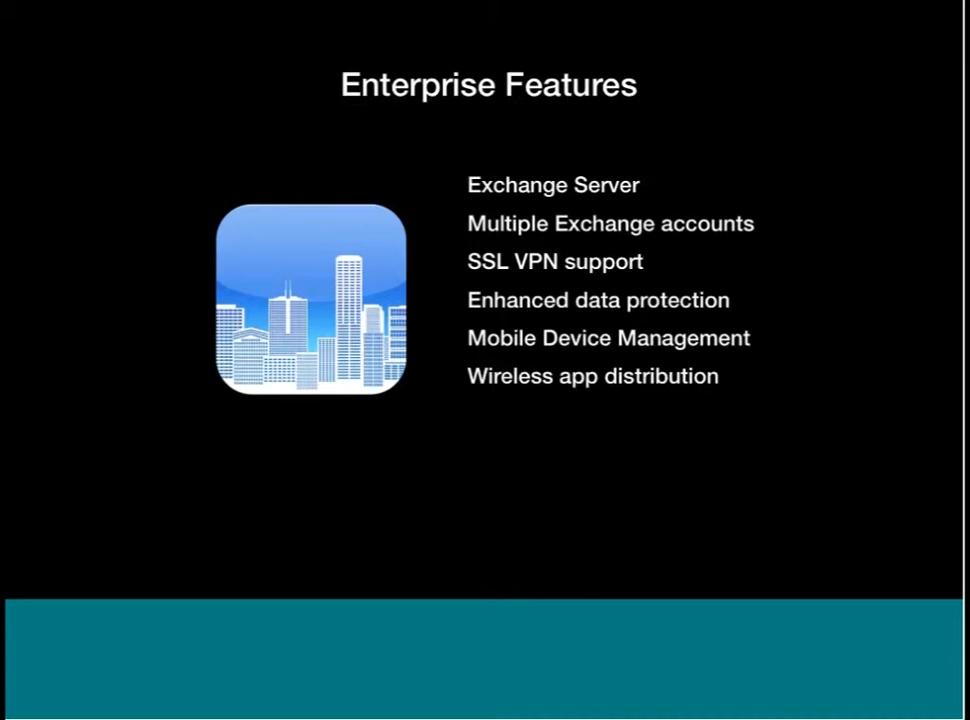 Enterprise Features
Exchange Server
Multiple Exchange accounts
SSL VPN support
Enhanced data protection
Mobile Device Management
Wireless app distribution